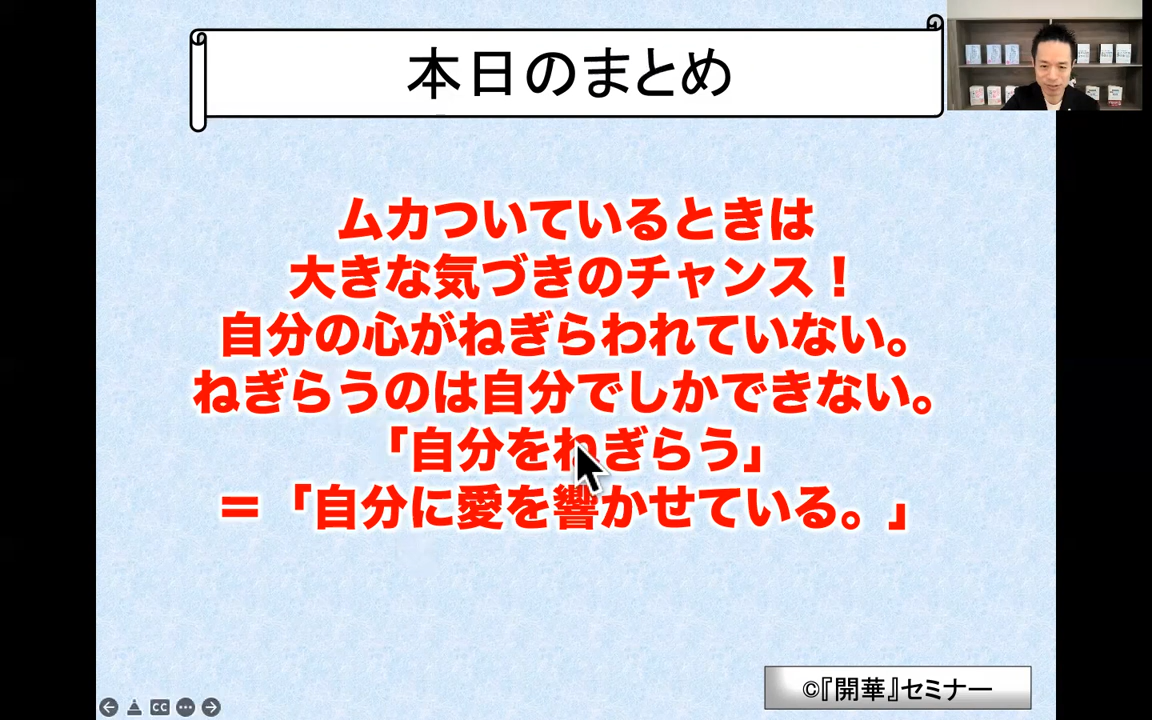 本日のまとめ
ムカついているときは
大きな気づきのチャンス！
自分の心がねぎらわれていない。
ねぎらうのは自分でしかできない。
「自分をねぎらう」
＝「自分に愛を響かせている。」
©『開華』セミナー
CC